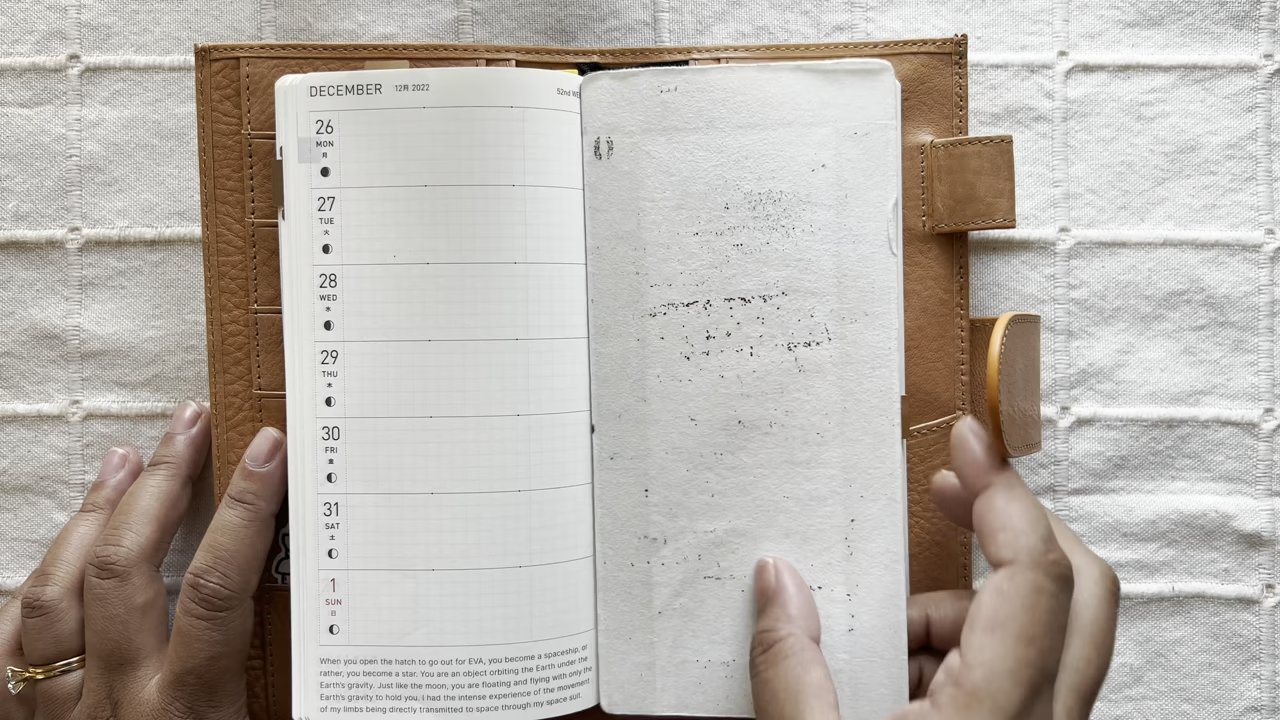 DECEMBER 12月 2022
52nd
26
MON
月
27
TUE
火
28
WED
水
29
THU
木
30
FRI
金
31
SAT
土
1
SUN
日
When you open the hatch to go out for EVA, you become a spaceship, or
rather, you become a star. You are an object orbiting the Earth under the
Earth's gravity. Just like the moon, you are floating and flying with only the
Earth's gravity to hold you. I had the intense experience of the movement
of my limbs being directly transmitted to space through my space suit.